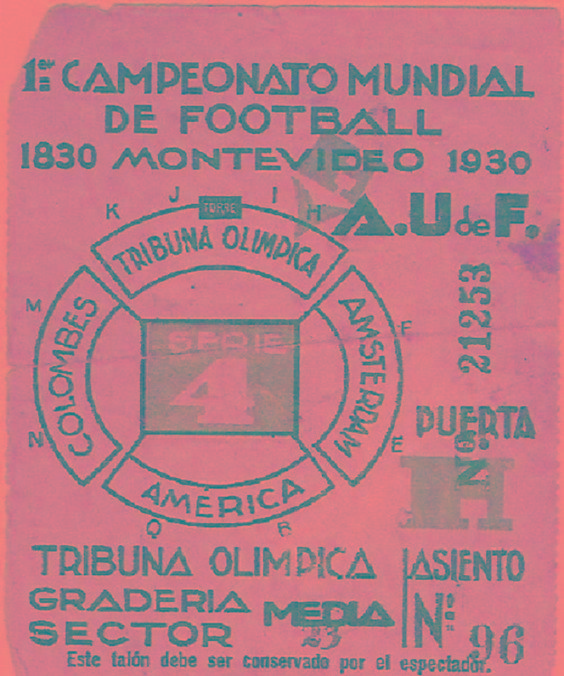 1er CAMPEONATO MUNDIAL
DE FOOTBALL
1830 MONTEVIDEO 1930
A.U de F.
K J TORRE I H
TRIBUNA OLIMPICA
M COLOMBES N
AMSTERDAM F E
SERIE
4
AMÉRICA
Q R
Nº 21253
PUERTA
H
TRIBUNA OLIMPICA
GRADERIA MEDIA
SECTOR 23
ASIENTO
Nº 96
Este talón debe ser conservado por el espectador.